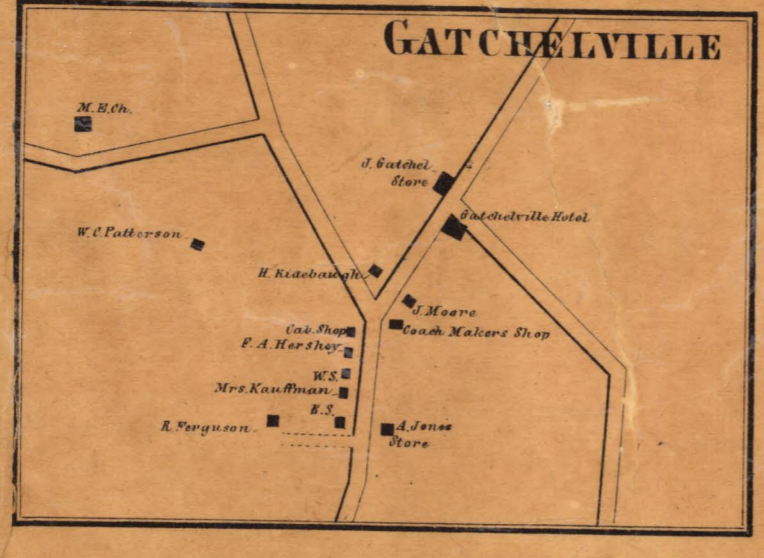 GATCHELVILLE
M.E.Ch.
J. Gatchel
Store
Gatchelville Hotel
W. C. Patterson
J. Moore
Cab. Shop
Coach Makers Shop
F. A. Hershey
W. S.
Mrs. Kauffman
R. Ferguson
A. Jones
Store